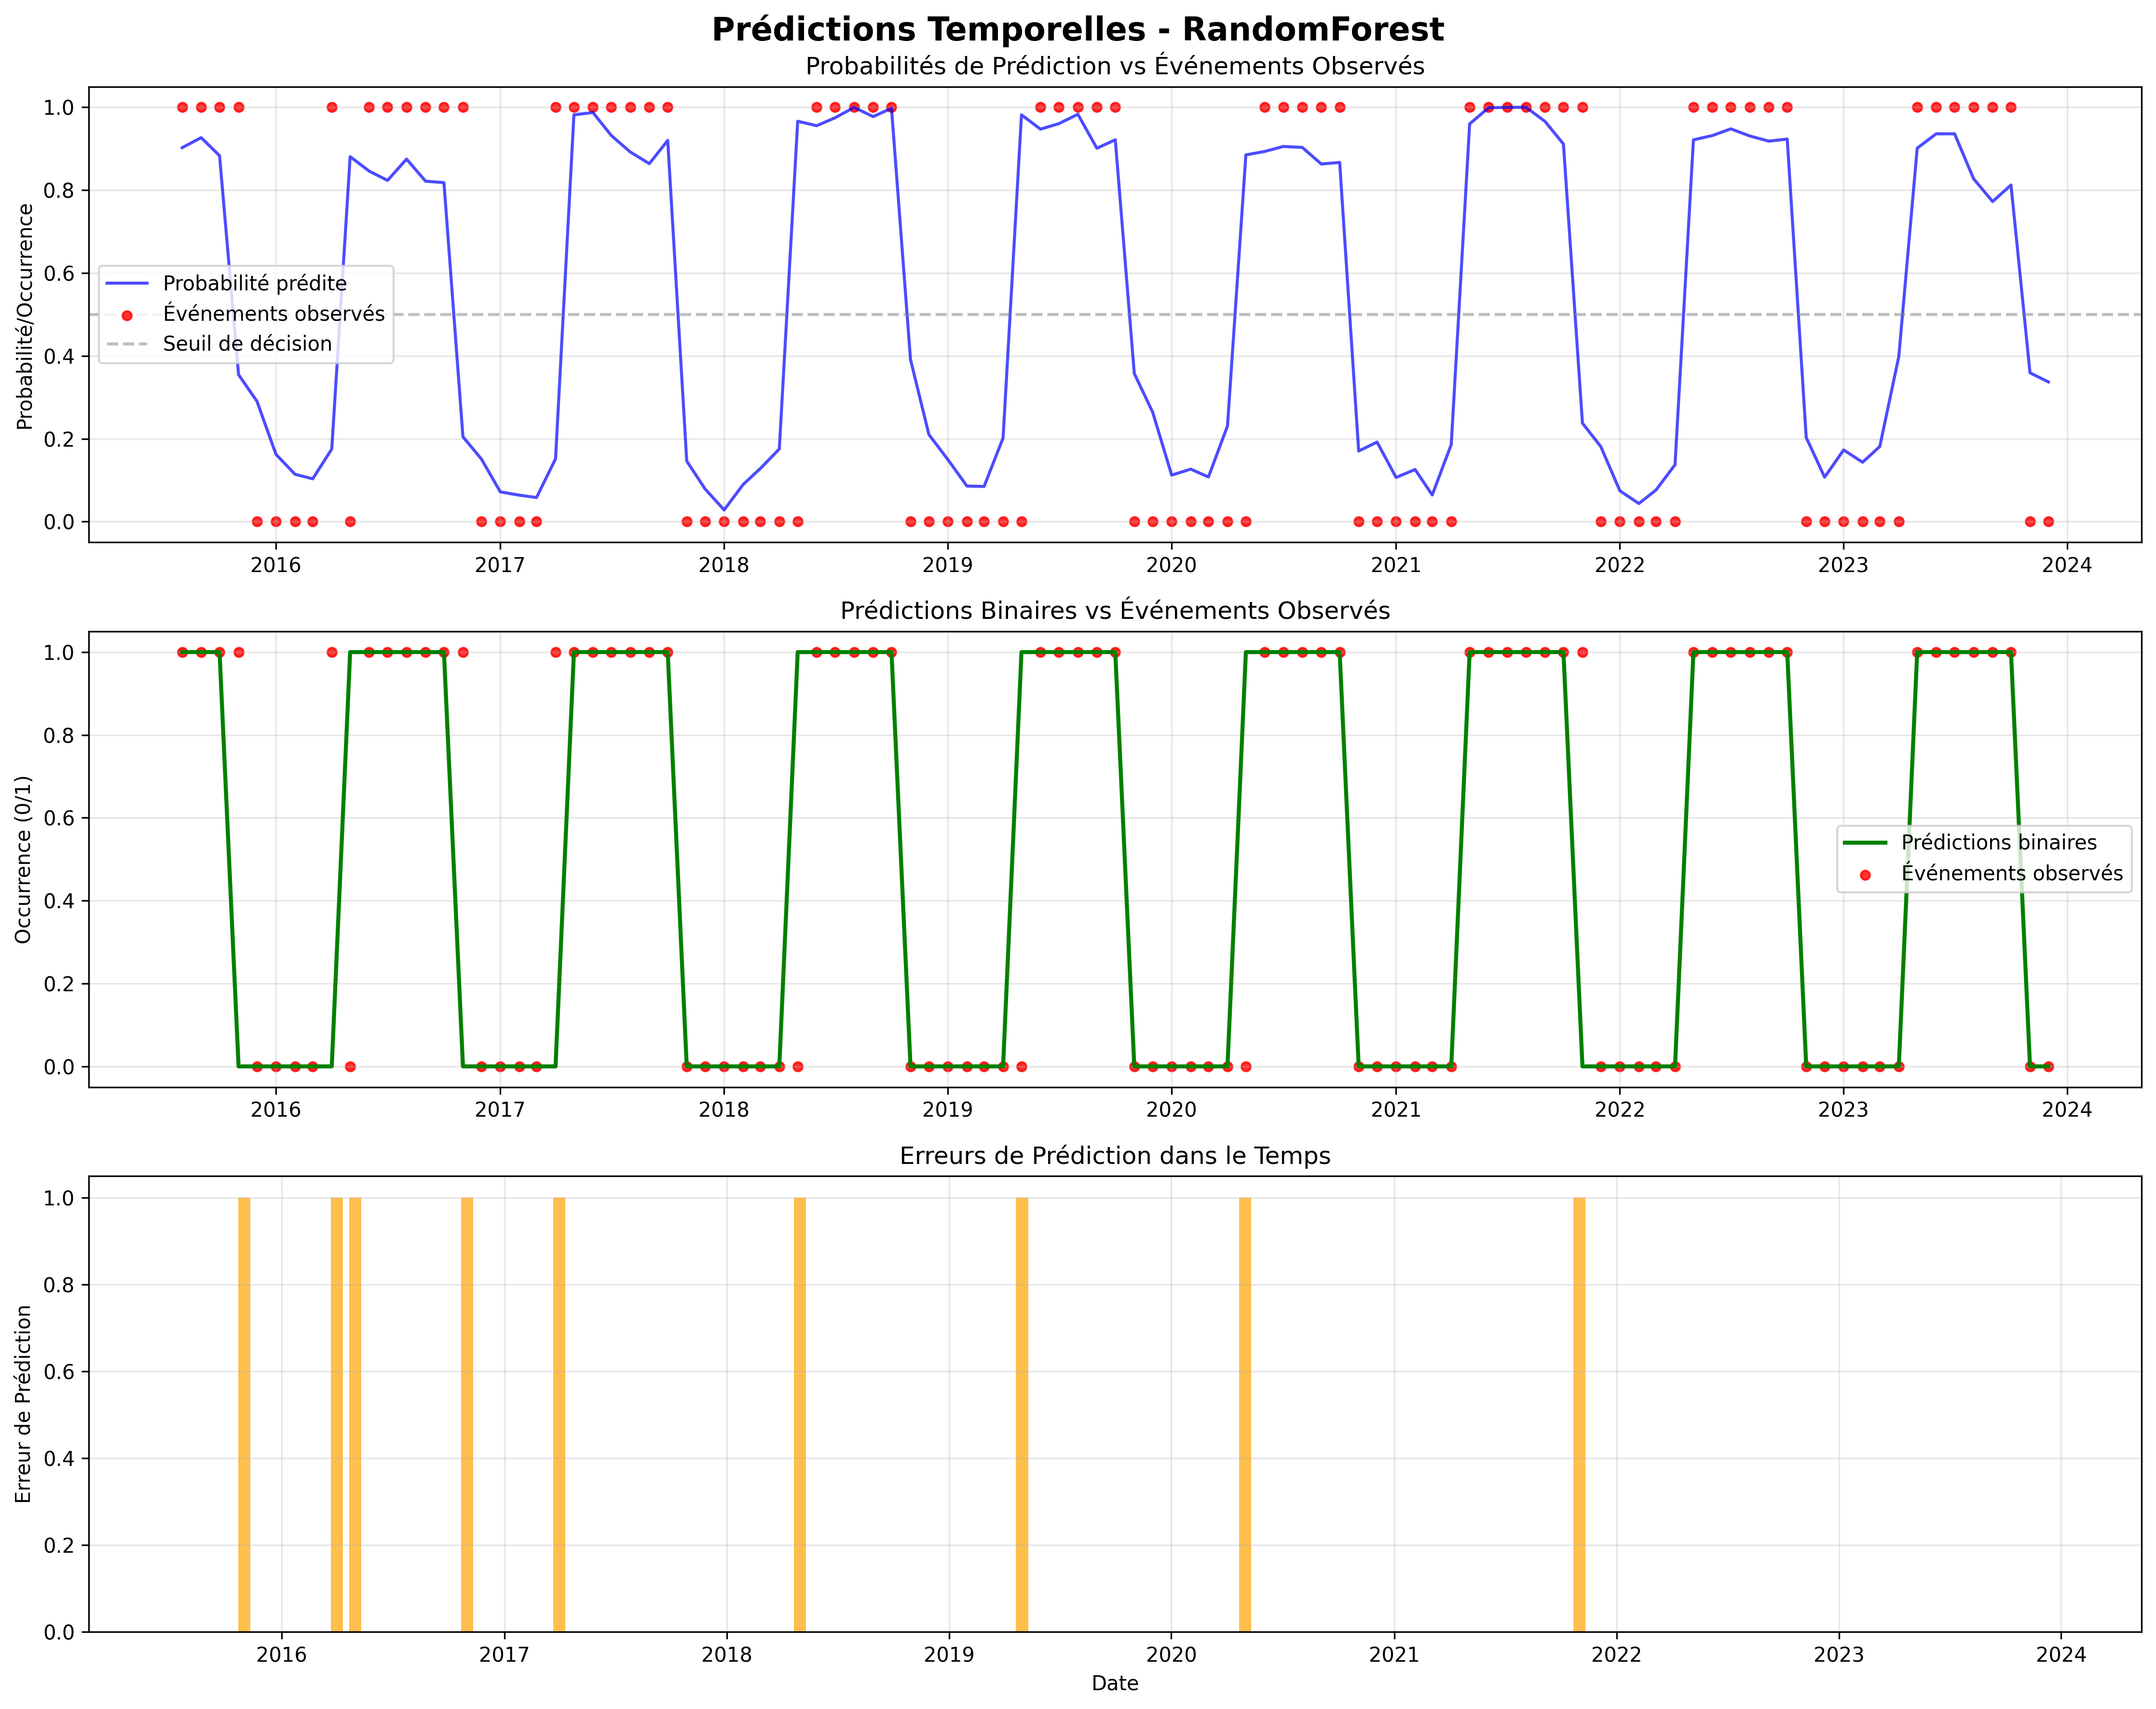 Prédictions Temporelles - RandomForest
Probabilités de Prédiction vs Événements Observés
Probabilité/Occurrence
1.0
0.8
0.6
0.4
0.2
0.0
Probabilité prédite
Événements observés
Seuil de décision
2016 2017 2018 2019 2020 2021 2022 2023 2024
Prédictions Binaires vs Événements Observés
Occurrence (0/1)
1.0
0.8
0.6
0.4
0.2
0.0
Prédictions binaires
Événements observés
2016 2017 2018 2019 2020 2021 2022 2023 2024
Erreurs de Prédiction dans le Temps
Erreur de Prédiction
1.0
0.8
0.6
0.4
0.2
0.0
2016 2017 2018 2019 2020 2021 2022 2023 2024
Date